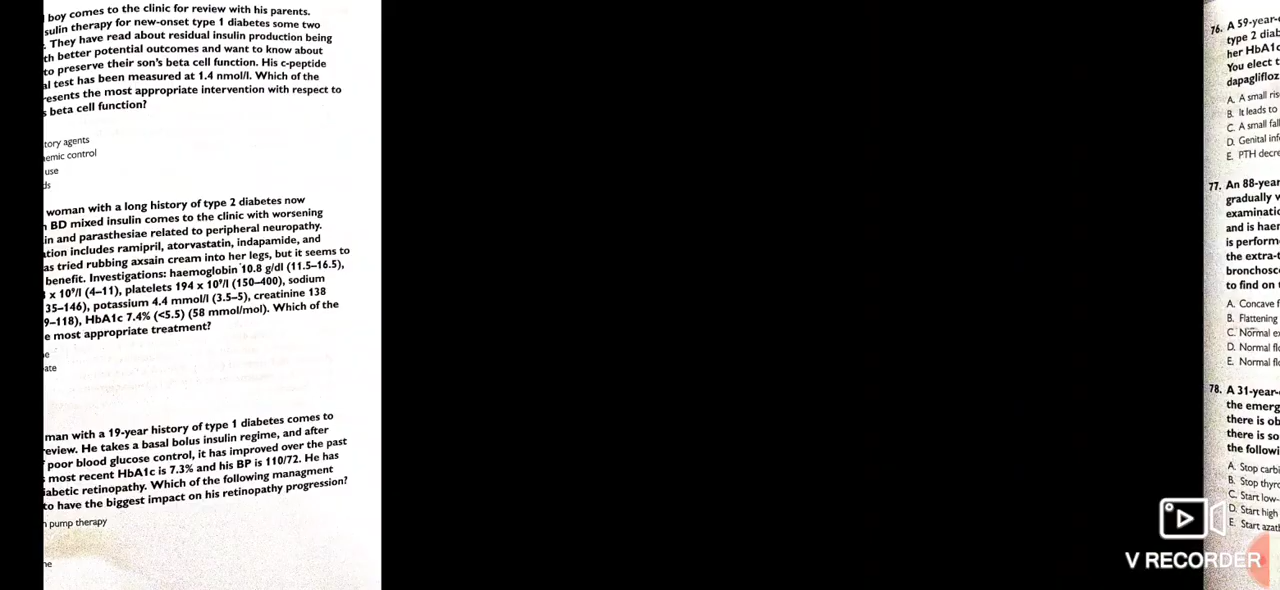 boy comes to the clinic for review with his parents.
sulin therapy for new-onset type 1 diabetes some two
. They have read about residual insulin production being
th better potential outcomes and want to know about
to preserve their son's beta cell function. His c-peptide
al test has been measured at 1.4 nmol/l. Which of the
resents the most appropriate intervention with respect to
s beta cell function?
tory agents
emic control
use
ds
woman with a long history of type 2 diabetes now
n BD mixed insulin comes to the clinic with worsening
in and parasthesiae related to peripheral neuropathy.
ation includes ramipril, atorvastatin, indapamide, and
as tried rubbing axsain cream into her legs, but it seems to
benefit. Investigations: haemoglobin 10.8 g/dl (11.5–16.5),
x 10⁹/l (4–11), platelets 194 x 10⁹/l (150–400), sodium
35–146), potassium 4.4 mmol/l (3.5–5), creatinine 138
9–118), HbA1c 7.4% (<5.5) (58 mmol/mol). Which of the
e most appropriate treatment?
e
ate
man with a 19-year history of type 1 diabetes comes to
review. He takes a basal bolus insulin regime, and after
f poor blood glucose control, it has improved over the past
most recent HbA1c is 7.3% and his BP is 110/72. He has
iabetic retinopathy. Which of the following managment
to have the biggest impact on his retinopathy progression?
n pump therapy
ne
76. A 59-year-
type 2 diab
her HbA1c
You elect t
dapaglifloz
A. A small ris
B. It leads to
C. A small fall
D. Genital infe
E. PTH decre
77. An 88-year
gradually w
examinatio
and is haer
is perform
the extra-t
bronchosc
to find on
A. Concave f
B. Flattening
C. Normal ex
D. Normal flo
E. Normal flo
78. A 31-year-
the emerg
there is ob
there is so
the followi
A. Stop carbi
B. Stop thyro
C. Start low-
D. Start high
E. Start azat
V RECORDER